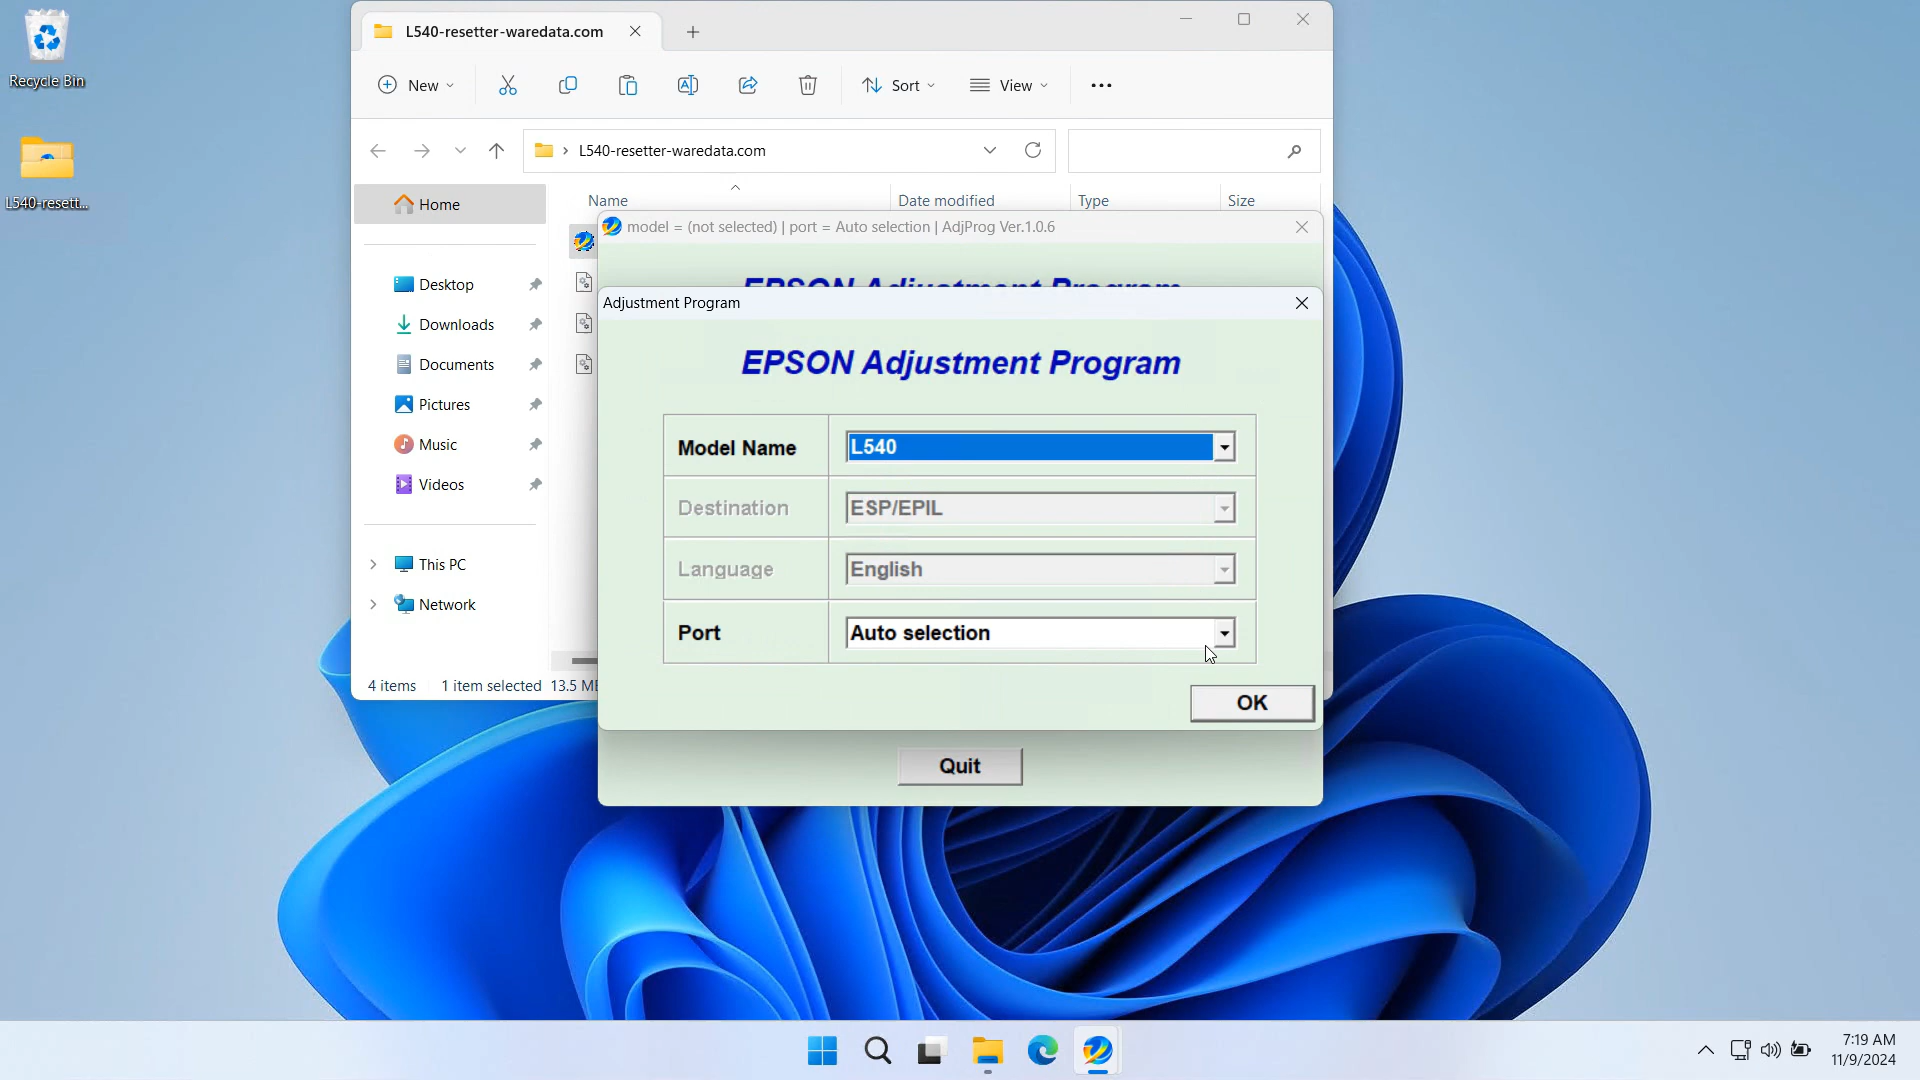 Recycle Bin
L540-resett...
L540-resetter-waredata.com
New
Sort
View
L540-resetter-waredata.com
Name
Date modified
Type
Size
Home
Desktop
Downloads
Documents
Pictures
Music
Videos
This PC
Network
4 items
1 item selected 13.5 M
model = (not selected) | port = Auto selection | AdjProg Ver.1.0.6
Adjustment Program
EPSON Adjustment Program
Model Name
L540
Destination
ESP/EPIL
Language
English
Port
Auto selection
OK
Quit
7:19 AM
11/9/2024